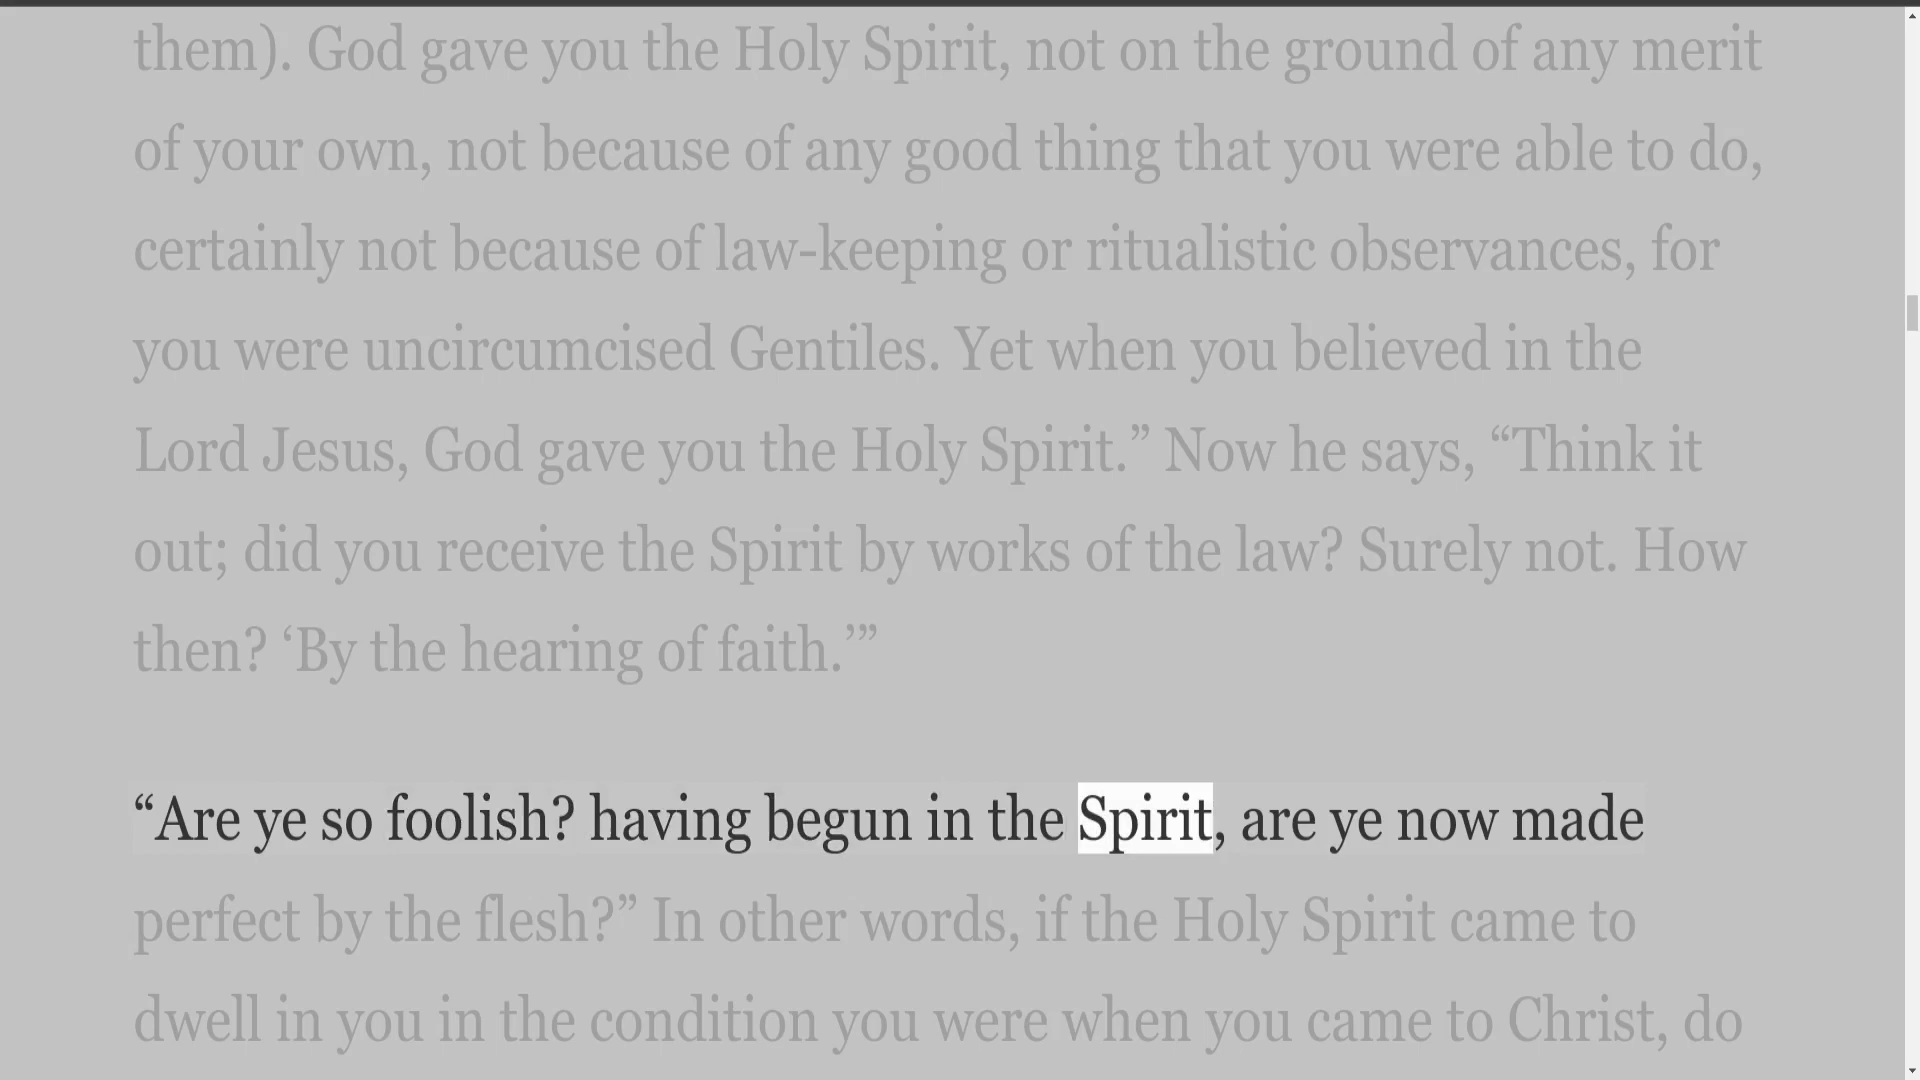 them). God gave you the Holy Spirit, not on the ground of any merit
of your own, not because of any good thing that you were able to do,
certainly not because of law-keeping or ritualistic observances, for
you were uncircumcised Gentiles. Yet when you believed in the
Lord Jesus, God gave you the Holy Spirit.” Now he says, “Think it
out; did you receive the Spirit by works of the law? Surely not. How
then? ‘By the hearing of faith.’”
“Are ye so foolish? having begun in the Spirit, are ye now made
perfect by the flesh?” In other words, if the Holy Spirit came to
dwell in you in the condition you were when you came to Christ, do